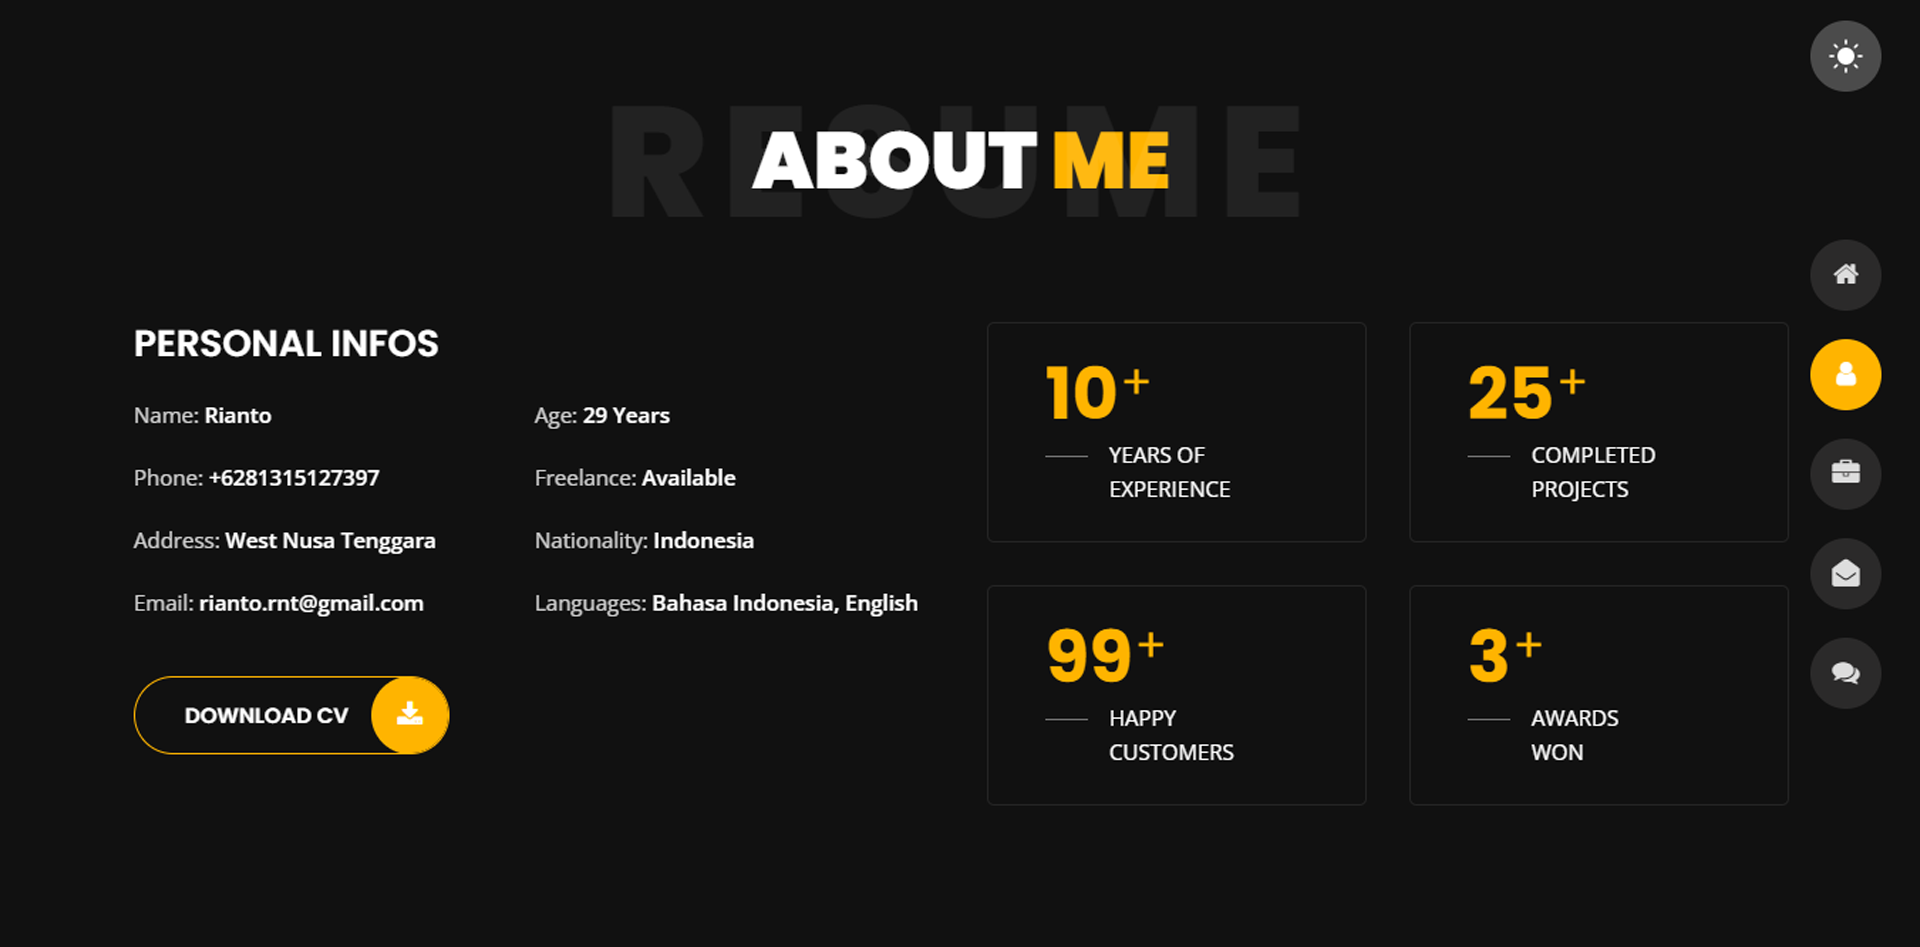 RESUME
ABOUT ME
PERSONAL INFOS
Name: Rianto
Age: 29 Years
Phone: +6281315127397
Freelance: Available
Address: West Nusa Tenggara
Nationality: Indonesia
Email: rianto.rnt@gmail.com
Languages: Bahasa Indonesia, English
DOWNLOAD CV
10+
YEARS OF
EXPERIENCE
25+
COMPLETED
PROJECTS
99+
HAPPY
CUSTOMERS
3+
AWARDS
WON